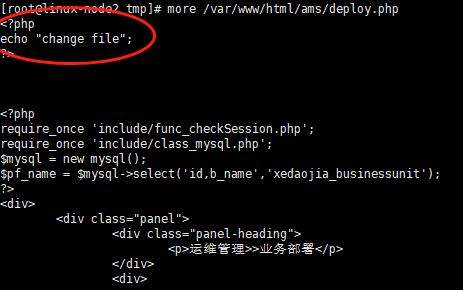 [root@linux-node2 tmp]# more /var/www/html/ams/deploy.php
<?php
echo "change file";
?>
<?php
require_once 'include/func_checkSession.php';
require_once 'include/class_mysql.php';
$mysql = new mysql();
$pf_name = $mysql->select('id,b_name','xedaojia_businessunit');
?>
<div>
<div class="panel">
<div class="panel-heading">
<p>运维管理>>业务部署</p>
</div>
<div>